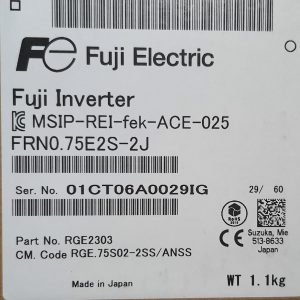 Fe Fuji Electric
Fuji Inverter
MSIP-REI-fek-ACE-025
FRN0.75E2S-2J
Ser. No. 01CT06A0029IG 29/ 60
Suzuka, Mie
513-8633
Japan
Part No. RGE2303
CM. Code RGE.75S02-2SS/ANSS
Made in Japan
WT 1.1kg